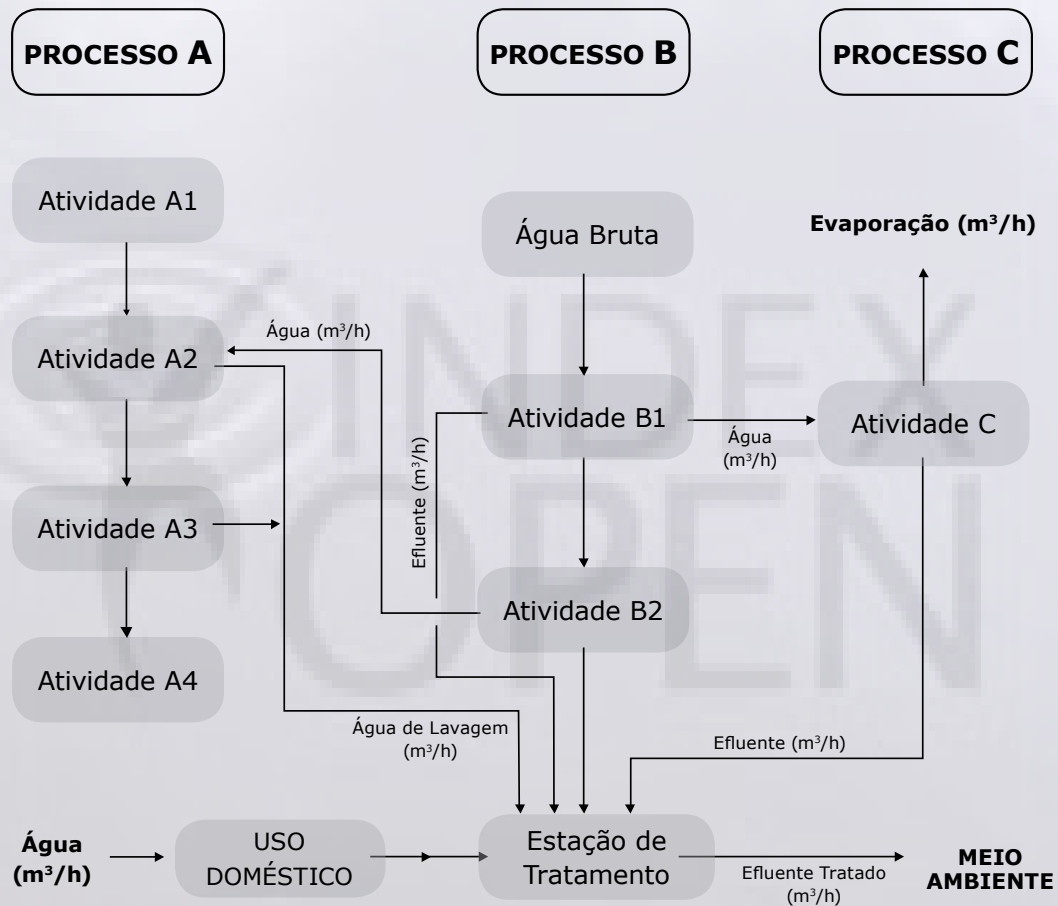 PROCESSO A
PROCESSO B
PROCESSO C
Atividade A1
Água Bruta
Evaporação (m³/h)
Água (m³/h)
Atividade A2
Atividade B1
Água
(m³/h)
Atividade C
Efluente (m³/h)
Atividade A3
Atividade B2
Atividade A4
Água de Lavagem
(m³/h)
Efluente (m³/h)
Água
(m³/h)
USO
DOMÉSTICO
Estação de
Tratamento
Efluente Tratado
(m³/h)
MEIO
AMBIENTE
INDEX
OPEN